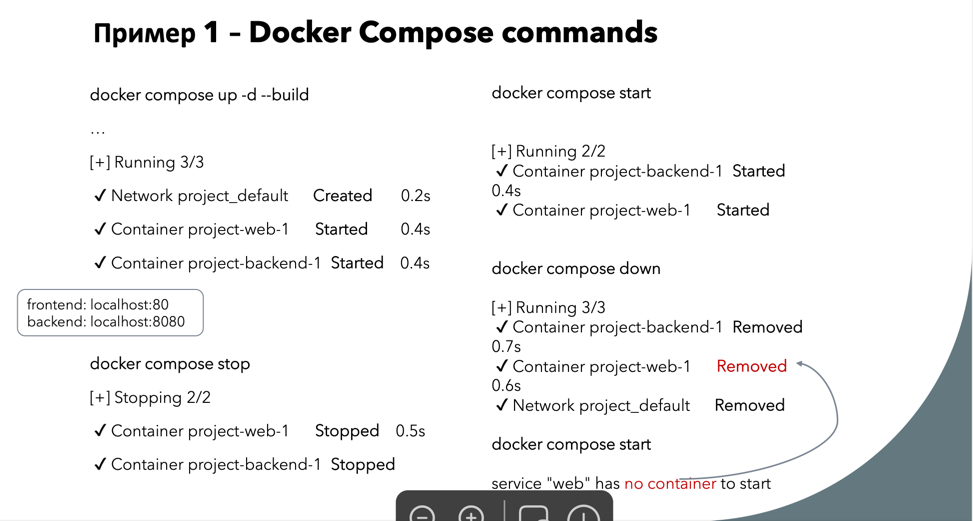 Пример 1 – Docker Compose commands
docker compose up -d --build
...
[+] Running 3/3
✓ Network project_default Created 0.2s
✓ Container project-web-1 Started 0.4s
✓ Container project-backend-1 Started 0.4s
frontend: localhost:80
backend: localhost:8080
docker compose stop
[+] Stopping 2/2
✓ Container project-web-1 Stopped 0.5s
✓ Container project-backend-1 Stopped
docker compose start
[+] Running 2/2
✓ Container project-backend-1 Started
0.4s
✓ Container project-web-1 Started
docker compose down
[+] Running 3/3
✓ Container project-backend-1 Removed
0.7s
✓ Container project-web-1 Removed
0.6s
✓ Network project_default Removed
docker compose start
service "web" has no container to start